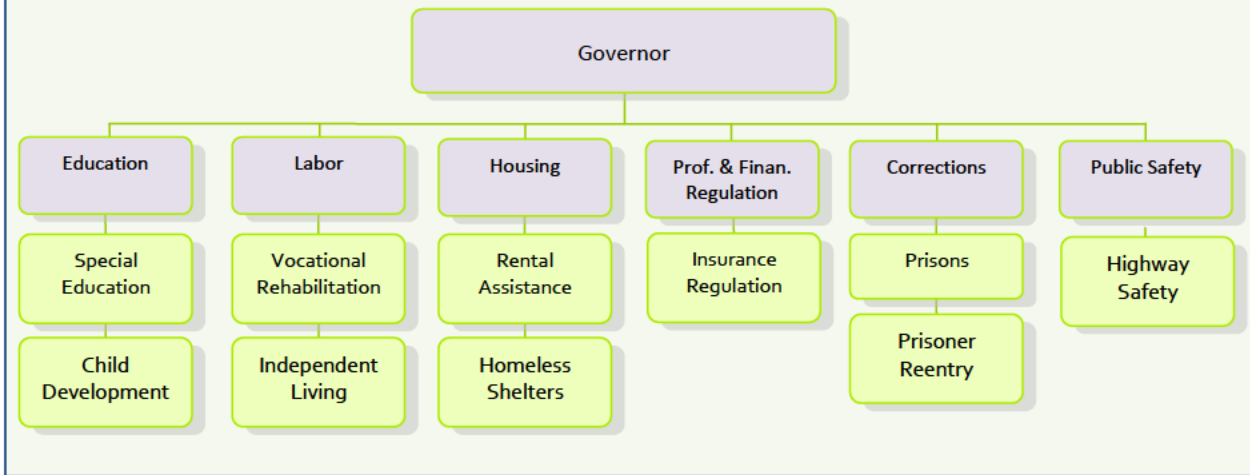 Governor
Education
Labor
Housing
Prof. & Finan.
Regulation
Corrections
Public Safety
Special
Education
Vocational
Rehabilitation
Rental
Assistance
Insurance
Regulation
Prisons
Highway
Safety
Child
Development
Independent
Living
Homeless
Shelters
Prisoner
Reentry